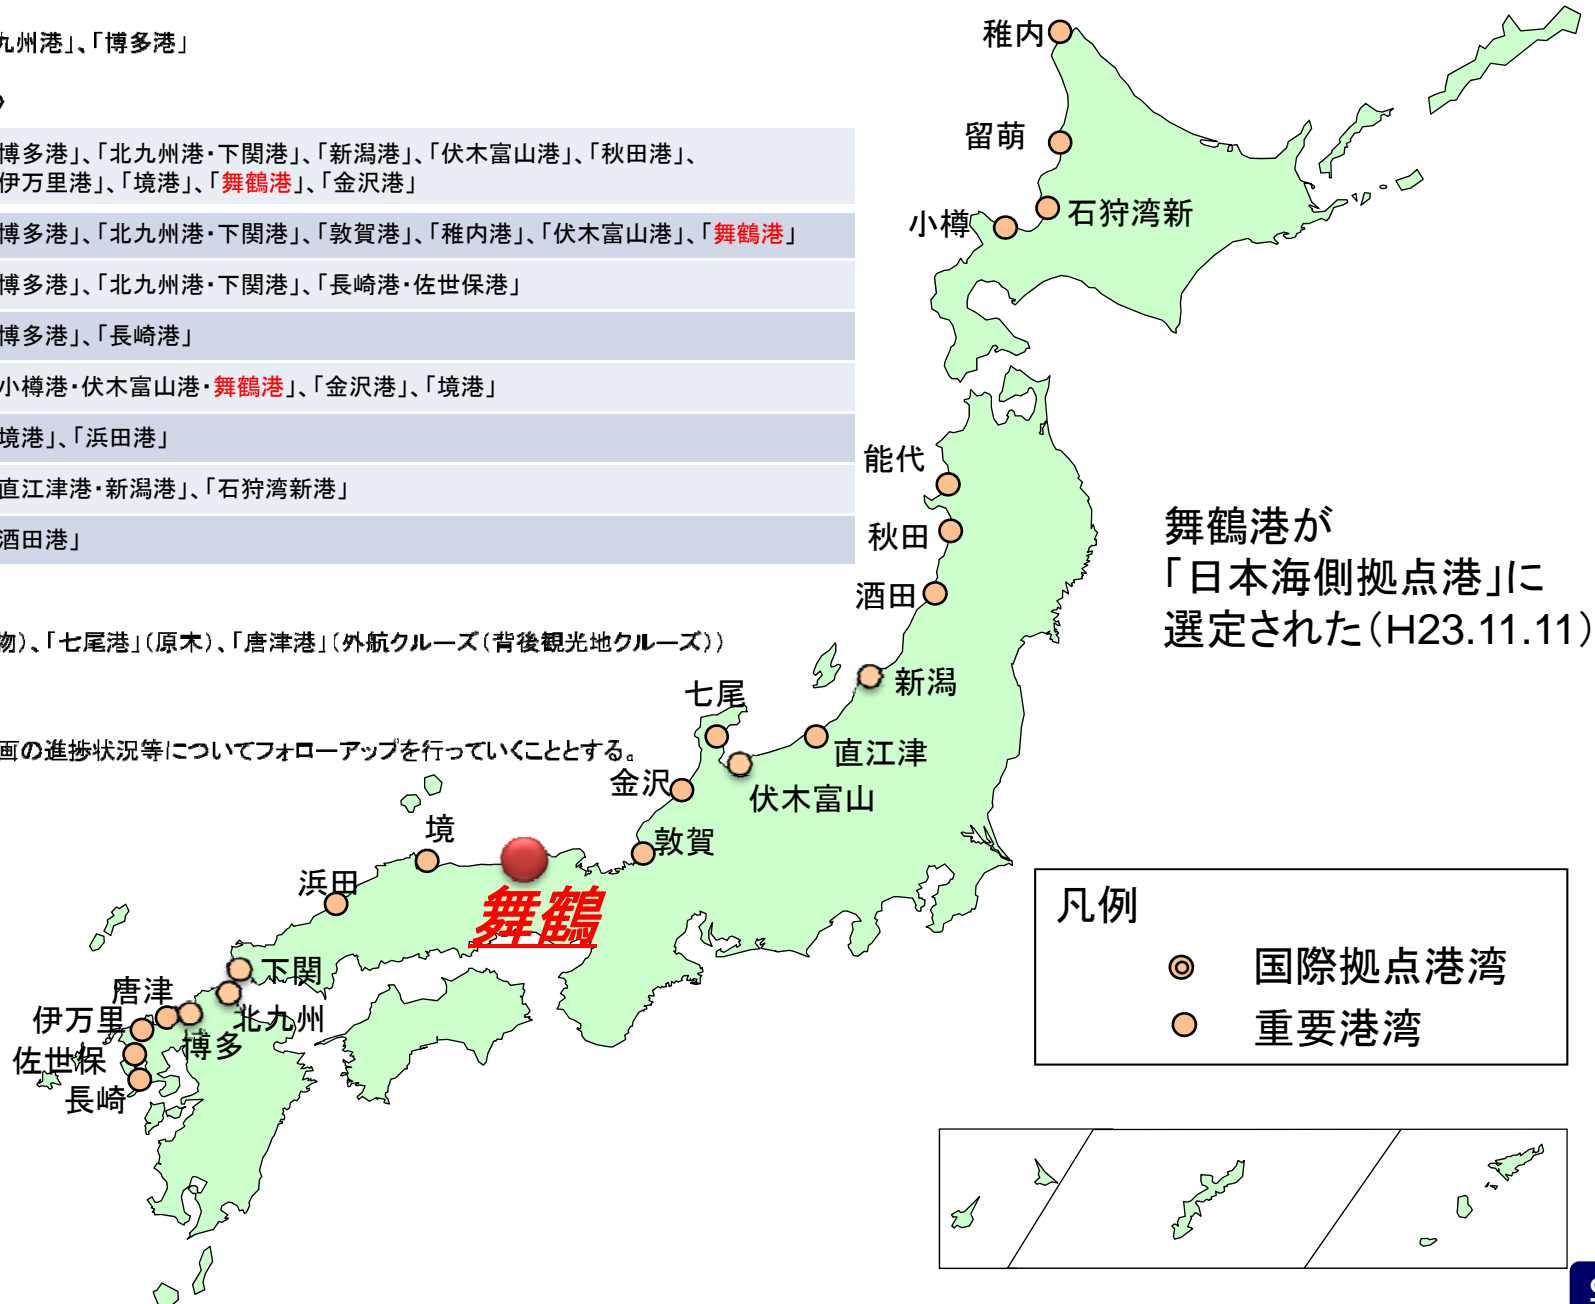 九州港」、「博多港」
博多港」、「北九州港・下関港」、「新潟港」、「伏木富山港」、「秋田港」、
伊万里港」、「境港」、「舞鶴港」、「金沢港」
博多港」、「北九州港・下関港」、「敦賀港」、「稚内港」、「伏木富山港」、「舞鶴港」
博多港」、「北九州港・下関港」、「長崎港・佐世保港」
博多港」、「長崎港」
小樽港・伏木富山港・舞鶴港」、「金沢港」、「境港」
境港」、「浜田港」
直江津港・新潟港」、「石狩湾新港」
酒田港」
物)、「七尾港」(原木)、「唐津港」(外航クルーズ(背後観光地クルーズ))
画の進捗状況等についてフォローアップを行っていくこととする。
稚内
留萌
石狩湾新
小樽
能代
秋田
酒田
新潟
七尾
直江津
伏木富山
金沢
敦賀
境
舞鶴
浜田
下関
北九州
唐津
博多
伊万里
佐世保
長崎
舞鶴港が
「日本海側拠点港」に
選定された(H23.11.11)
凡例
国際拠点港湾
重要港湾